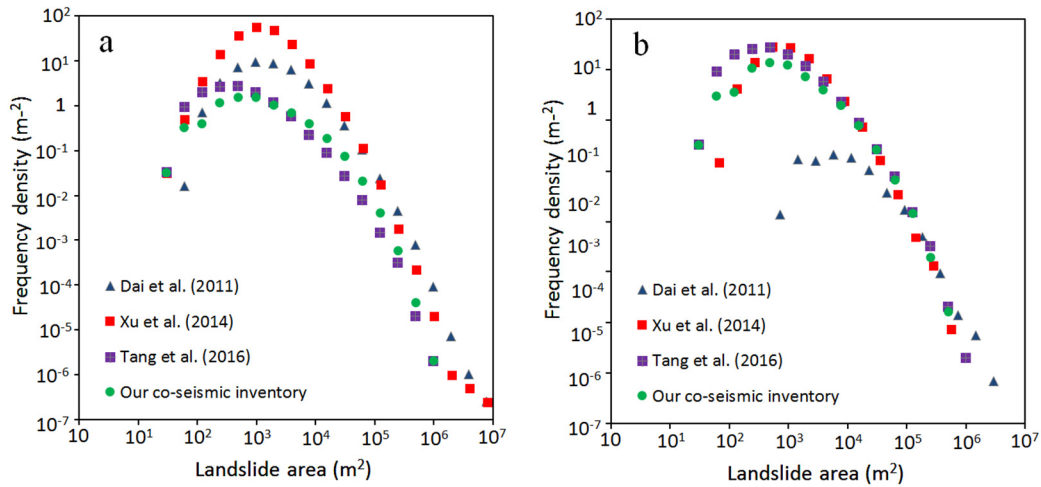 a
Frequency density (m⁻²)
10²
10
1
10⁻¹
10⁻²
10⁻³
10⁻⁴
10⁻⁵
10⁻⁶
10⁻⁷
Dai et al. (2011)
Xu et al. (2014)
Tang et al. (2016)
Our co-seismic inventory
10 10² 10³ 10⁴ 10⁵ 10⁶ 10⁷
Landslide area (m²)
b
Frequency density (m⁻²)
10²
10
1
10⁻¹
10⁻²
10⁻³
10⁻⁴
10⁻⁵
10⁻⁶
10⁻⁷
Dai et al. (2011)
Xu et al. (2014)
Tang et al. (2016)
Our co-seismic inventory
10 10² 10³ 10⁴ 10⁵ 10⁶ 10⁷
Landslide area (m²)